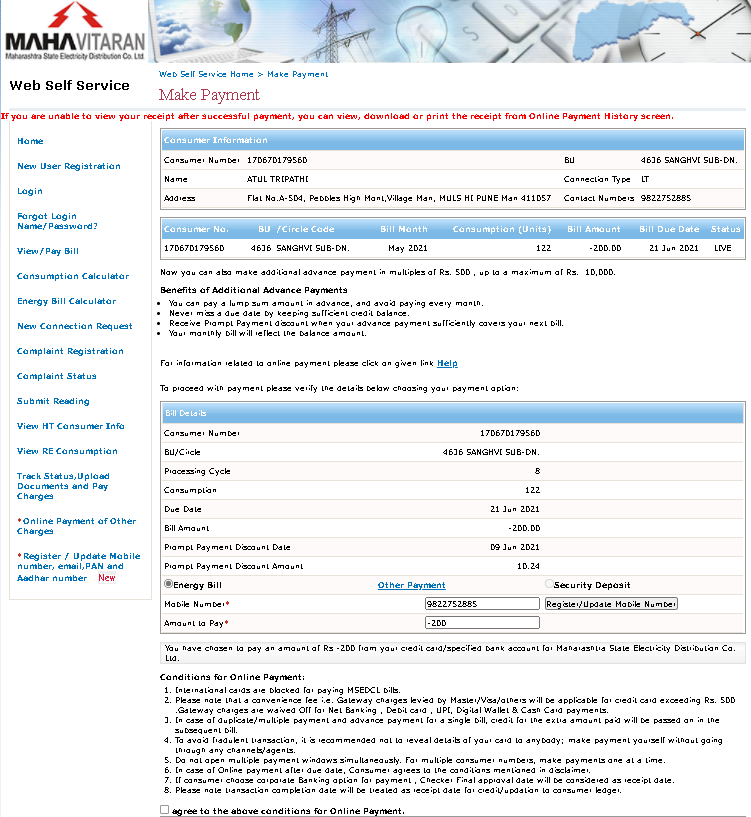 MAHAVITARAN
Maharashtra State Electricity Distribution Co. Ltd
Web Self Service
Web Self Service Home > Make Payment
Make Payment
If you are unable to view your receipt after successful payment, you can view, download or print the receipt from Online Payment History screen.
Home
New User Registration
Login
Forgot Login
Name/Password?
View/Pay Bill
Consumption Calculator
Energy Bill Calculator
New Connection Request
Complaint Registration
Complaint Status
Submit Reading
View HT Consumer Info
View RE Consumption
Track Status,Upload
Documents and Pay
Charges
*Online Payment of Other
Charges
*Register / Update Mobile
number, email,PAN and
Aadhar number New
Consumer Information
Consumer Number 170670179560 BU 4636 SANGHVI SUB-DN.
Name ATUL TRIPATHI Connection Type LT
Address Flat No.A-504, Pebbles High Mont,Village Man, MULS HI PUNE Man 411057 Contact Numbers 9822752885
Consumer No. BU /Circle Code Bill Month Consumption (Units) Bill Amount Bill Due Date Status
170670179560 4636 SANGHVI SUB-DN. May 2021 122 -200.00 21 Jun 2021 LIVE
Now you can also make additional advance payment in multiples of Rs. 500 , up to a maximum of Rs. 10,000.
Benefits of Additional Advance Payments
• You can pay a lump sum amount in advance, and avoid paying every month.
• Never miss a due date by keeping sufficient credit balance.
• Receive Prompt Payment discount when your advance payment sufficiently covers your next bill.
• Your monthly bill will reflect the balance amount.
For information related to online payment please click on given link Help
To proceed with payment please verify the details below choosing your payment option:
Bill Details
Consumer Number 170670179560
BU/Circle 4636 SANGHVI SUB-DN.
Processing Cycle 8
Consumption 122
Due Date 21 Jun 2021
Bill Amount -200.00
Prompt Payment Discount Date 09 Jun 2021
Prompt Payment Discount Amount 10.24
Energy Bill Other Payment Security Deposit
Mobile Number* 9822752885 Register/Update Mobile Number
Amount to Pay* -200
You have chosen to pay an amount of Rs -200 from your credit card/specified bank account for Maharashtra State Electricity Distribution Co.
Ltd.
Conditions for Online Payment:
1. International cards are blocked for paying MSEDCL bills.
2. Please note that a convenience fee i.e. Gateway charges levied by Master/Visa/others will be applicable for credit card exceeding Rs. 500
.Gateway charges are waived Off for Net Banking , Debit card , UPI, Digital Wallet & Cash Card payments.
3. In case of duplicate/multiple payment and advance payment for a single bill, credit for the extra amount paid will be passed on in the
subsequent bill.
4. To avoid fradulent transaction, it is recommended not to reveal details of your card to anybody; make payment yourself without going
through any channels/agents.
5. Do not open multiple payment windows simultaneously. For multiple consumer numbers, make payments one at a time.
6. In case of Online payment after due date, Consumer agrees to the conditions mentioned in disclaimer.
7. If consumer choose corporate Banking option for payment , Checker Final approval date will be considered as receipt date.
8. Please note transaction completion date will be treated as receipt date for credit/updation to consumer ledger.
I agree to the above conditions for Online Payment.